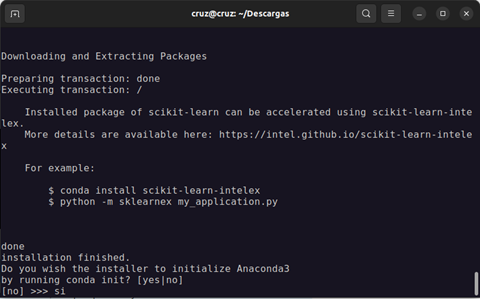 cruz@cruz: ~/Descargas
Downloading and Extracting Packages
Preparing transaction: done
Executing transaction: /
Installed package of scikit-learn can be accelerated using scikit-learn-inte
lex.
More details are available here: https://intel.github.io/scikit-learn-intele
x
For example:
$ conda install scikit-learn-intelex
$ python -m sklearnex my_application.py
done
installation finished.
Do you wish the installer to initialize Anaconda3
by running conda init? [yes|no]
[no] >>> si